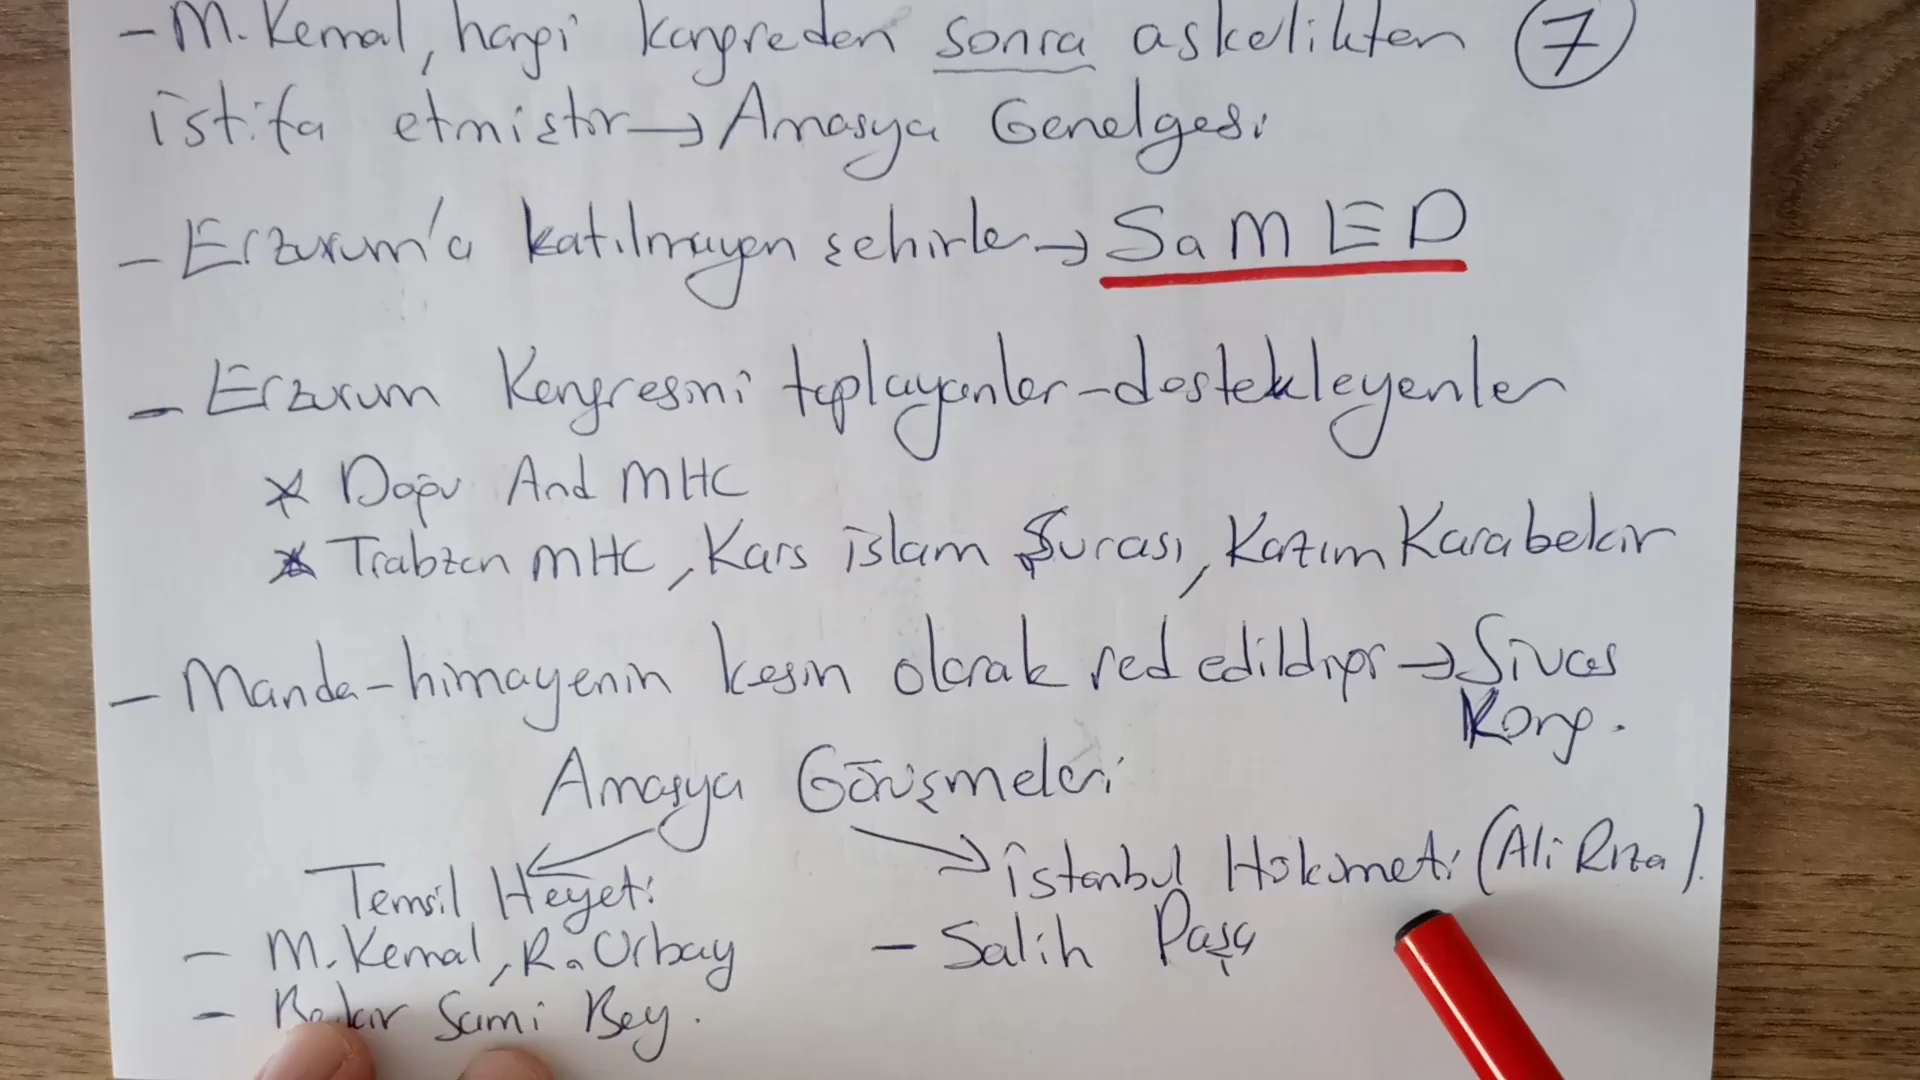 - M. Kemal, hangi kongreden sonra askerlikten 7
istifa etmiştir → Amasya Genelgesi
- Erzurum'a katılmayan şehirler → SaMED
- Erzurum Kongresini toplayanlar - destekleyenler
* Doğu And MHC
* Trabzon MHC, Kars İslam Şurası, Kazım Karabekir
- Manda-himayenin kesin olarak red edildiği yer → Sivas
Kong.
Amasya Görüşmeleri
Temsil Heyeti
→ İstanbul Hükümeti (Ali Rıza).
- M. Kemal, R. Orbay - Salih Paşa
- Bekir Sami Bey.